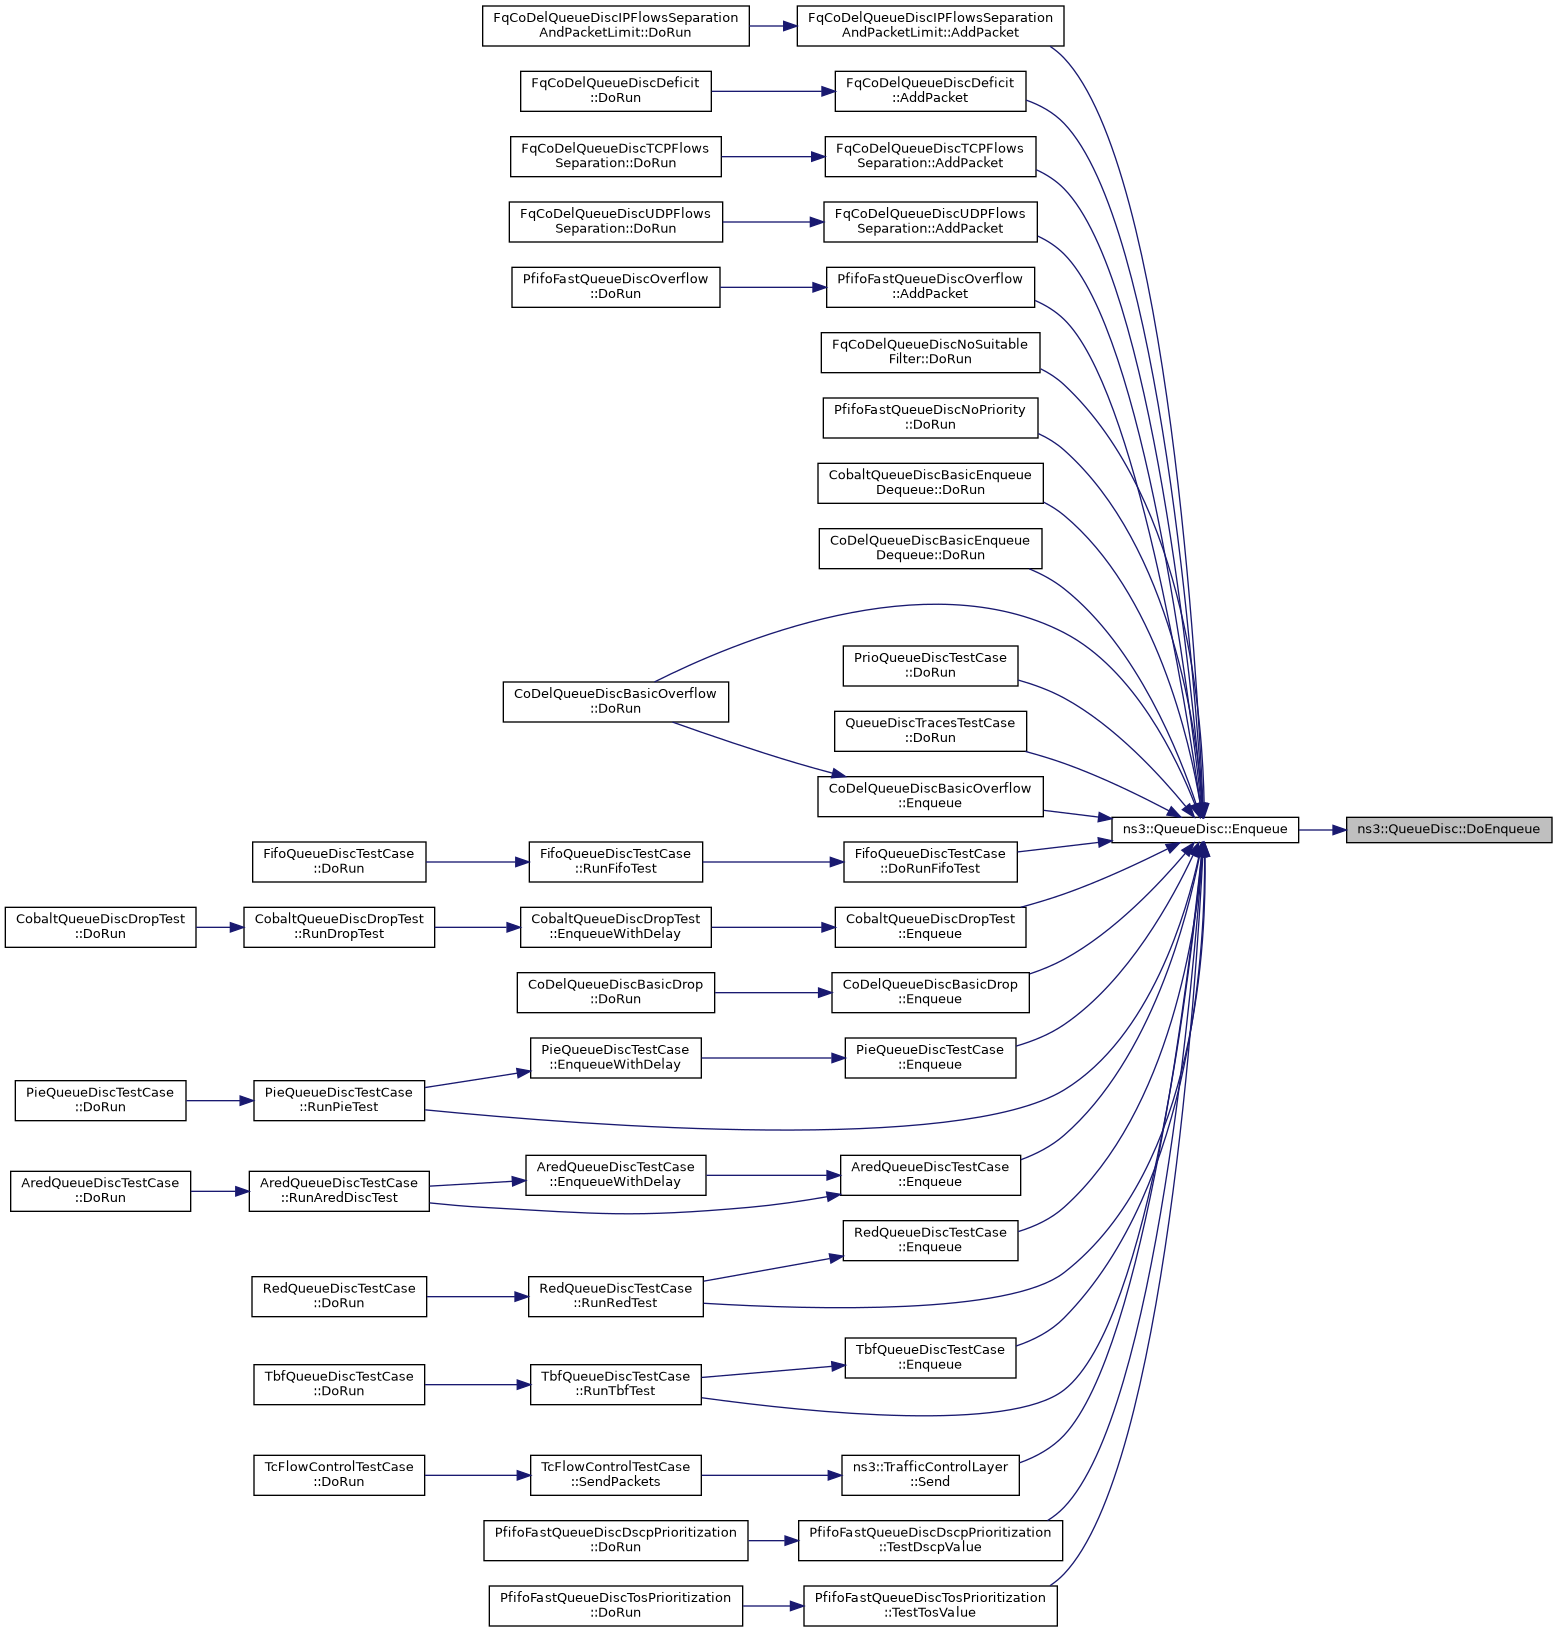 FqCoDelQueueDiscIPFlowsSeparation
AndPacketLimit::DoRun
FqCoDelQueueDiscIPFlowsSeparation
AndPacketLimit::AddPacket
FqCoDelQueueDiscDeficit
::DoRun
FqCoDelQueueDiscDeficit
::AddPacket
FqCoDelQueueDiscTCPFlows
Separation::DoRun
FqCoDelQueueDiscTCPFlows
Separation::AddPacket
FqCoDelQueueDiscUDPFlows
Separation::DoRun
FqCoDelQueueDiscUDPFlows
Separation::AddPacket
PfifoFastQueueDiscOverflow
::DoRun
PfifoFastQueueDiscOverflow
::AddPacket
FqCoDelQueueDiscNoSuitable
Filter::DoRun
PfifoFastQueueDiscNoPriority
::DoRun
CobaltQueueDiscBasicEnqueue
Dequeue::DoRun
CoDelQueueDiscBasicEnqueue
Dequeue::DoRun
PrioQueueDiscTestCase
::DoRun
CoDelQueueDiscBasicOverflow
::DoRun
QueueDiscTracesTestCase
::DoRun
CoDelQueueDiscBasicOverflow
::Enqueue
ns3::QueueDisc::Enqueue
ns3::QueueDisc::DoEnqueue
FifoQueueDiscTestCase
::DoRun
FifoQueueDiscTestCase
::RunFifoTest
FifoQueueDiscTestCase
::DoRunFifoTest
CobaltQueueDiscDropTest
::DoRun
CobaltQueueDiscDropTest
::RunDropTest
CobaltQueueDiscDropTest
::EnqueueWithDelay
CobaltQueueDiscDropTest
::Enqueue
CoDelQueueDiscBasicDrop
::DoRun
CoDelQueueDiscBasicDrop
::Enqueue
PieQueueDiscTestCase
::EnqueueWithDelay
PieQueueDiscTestCase
::Enqueue
PieQueueDiscTestCase
::DoRun
PieQueueDiscTestCase
::RunPieTest
AredQueueDiscTestCase
::DoRun
AredQueueDiscTestCase
::RunAredDiscTest
AredQueueDiscTestCase
::EnqueueWithDelay
AredQueueDiscTestCase
::Enqueue
RedQueueDiscTestCase
::Enqueue
RedQueueDiscTestCase
::DoRun
RedQueueDiscTestCase
::RunRedTest
TbfQueueDiscTestCase
::Enqueue
TbfQueueDiscTestCase
::DoRun
TbfQueueDiscTestCase
::RunTbfTest
TcFlowControlTestCase
::DoRun
TcFlowControlTestCase
::SendPackets
ns3::TrafficControlLayer
::Send
PfifoFastQueueDiscDscpPrioritization
::DoRun
PfifoFastQueueDiscDscpPrioritization
::TestDscpValue
PfifoFastQueueDiscTosPrioritization
::DoRun
PfifoFastQueueDiscTosPrioritization
::TestTosValue